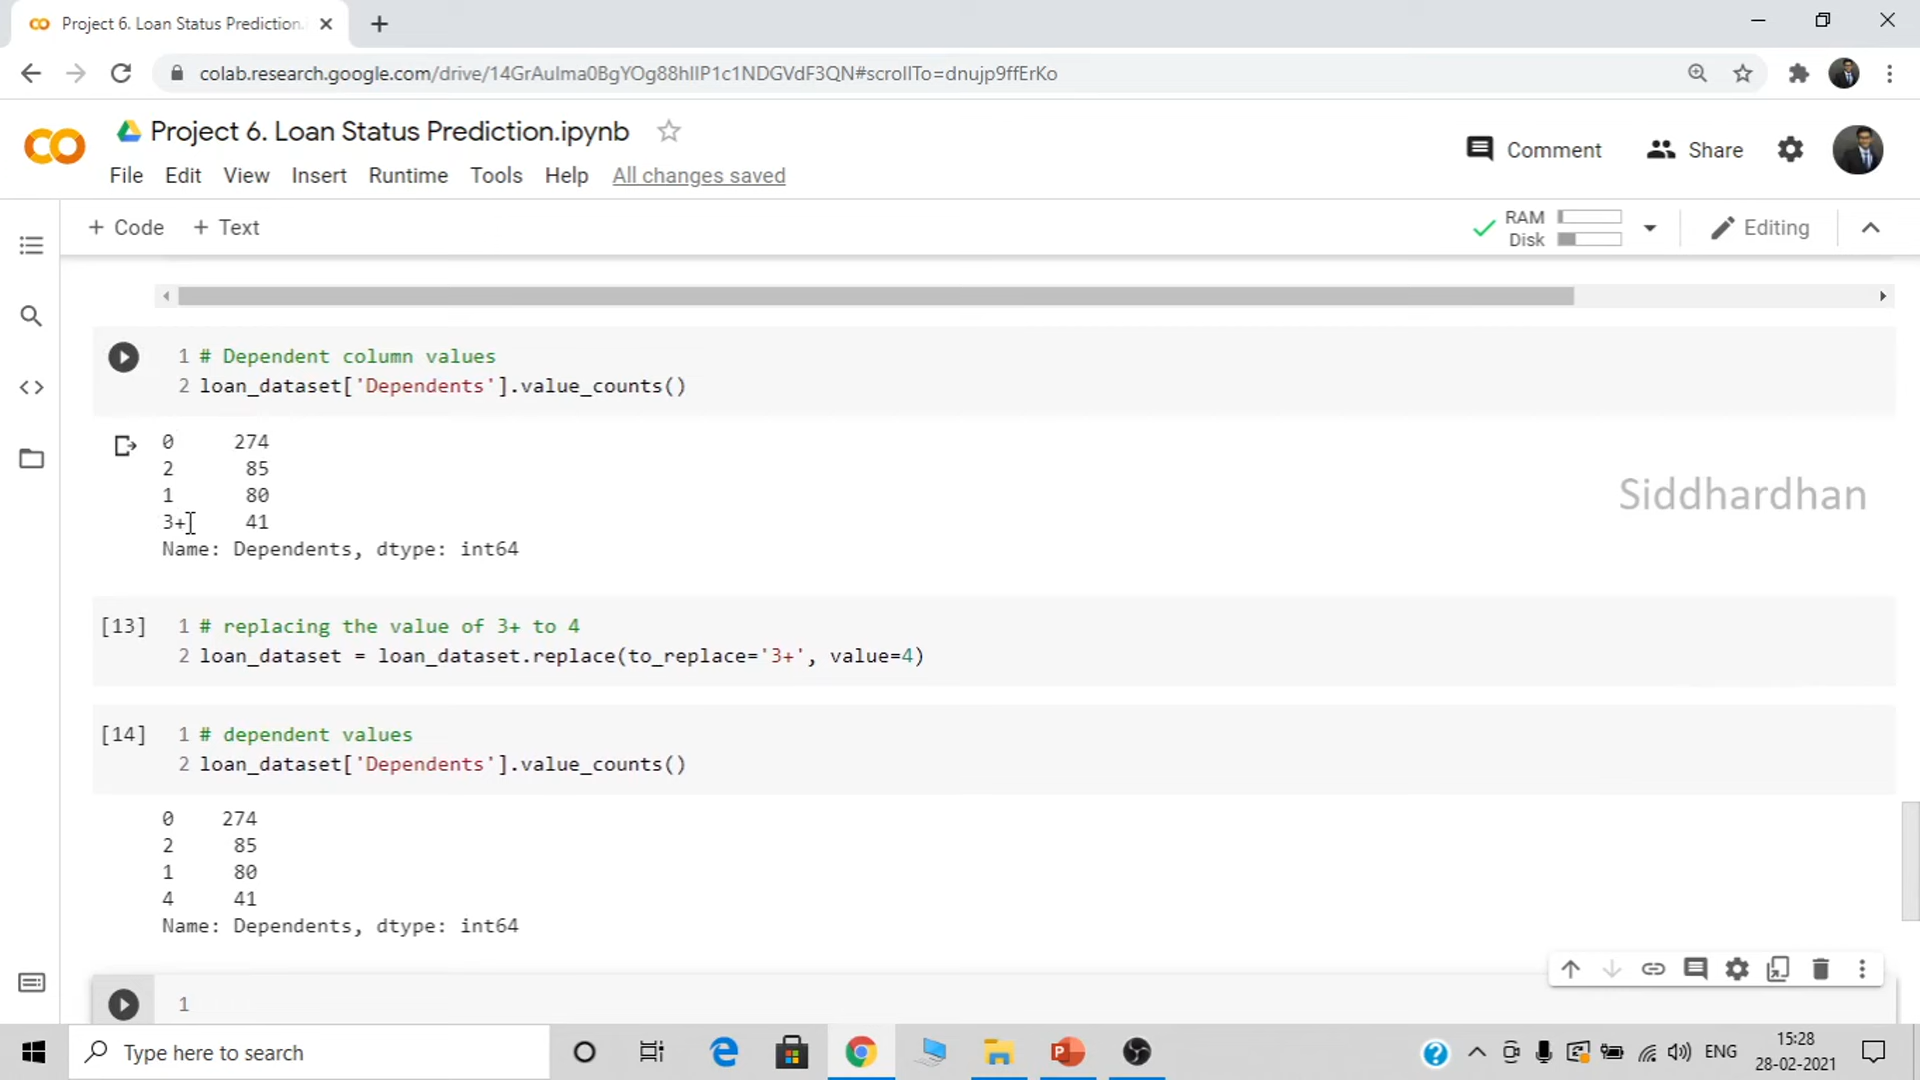 Project 6. Loan Status Prediction.
colab.research.google.com/drive/14GrAulma0BgYOg88hlIP1c1NDGVdF3QN#scrollTo=dnujp9ffErKo
Project 6. Loan Status Prediction.ipynb
Comment Share
File Edit View Insert Runtime Tools Help All changes saved
+ Code + Text
RAM
Disk
Editing
1 # Dependent column values
2 loan_dataset['Dependents'].value_counts()
0 274
2 85
1 80
3+ 41
Name: Dependents, dtype: int64
Siddhardhan
[13] 1 # replacing the value of 3+ to 4
2 loan_dataset = loan_dataset.replace(to_replace='3+', value=4)
[14] 1 # dependent values
2 loan_dataset['Dependents'].value_counts()
0 274
2 85
1 80
4 41
Name: Dependents, dtype: int64
1
Type here to search
ENG
15:28
28-02-2021